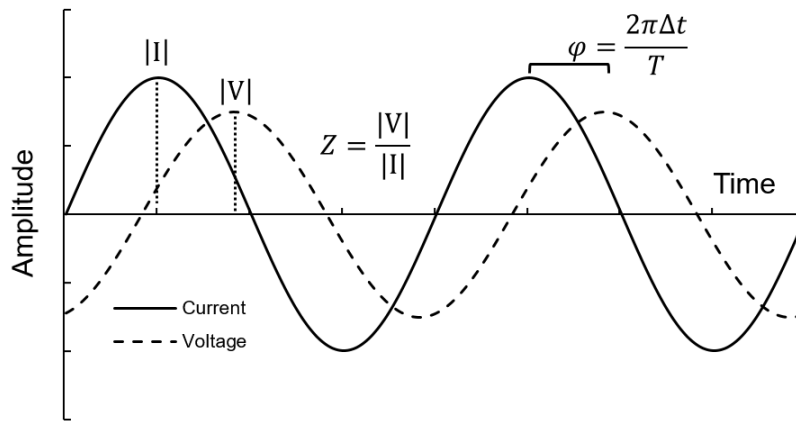 |I|
|V|
φ = 2πΔt / T
Z = |V| / |I|
Time
Amplitude
Current
Voltage